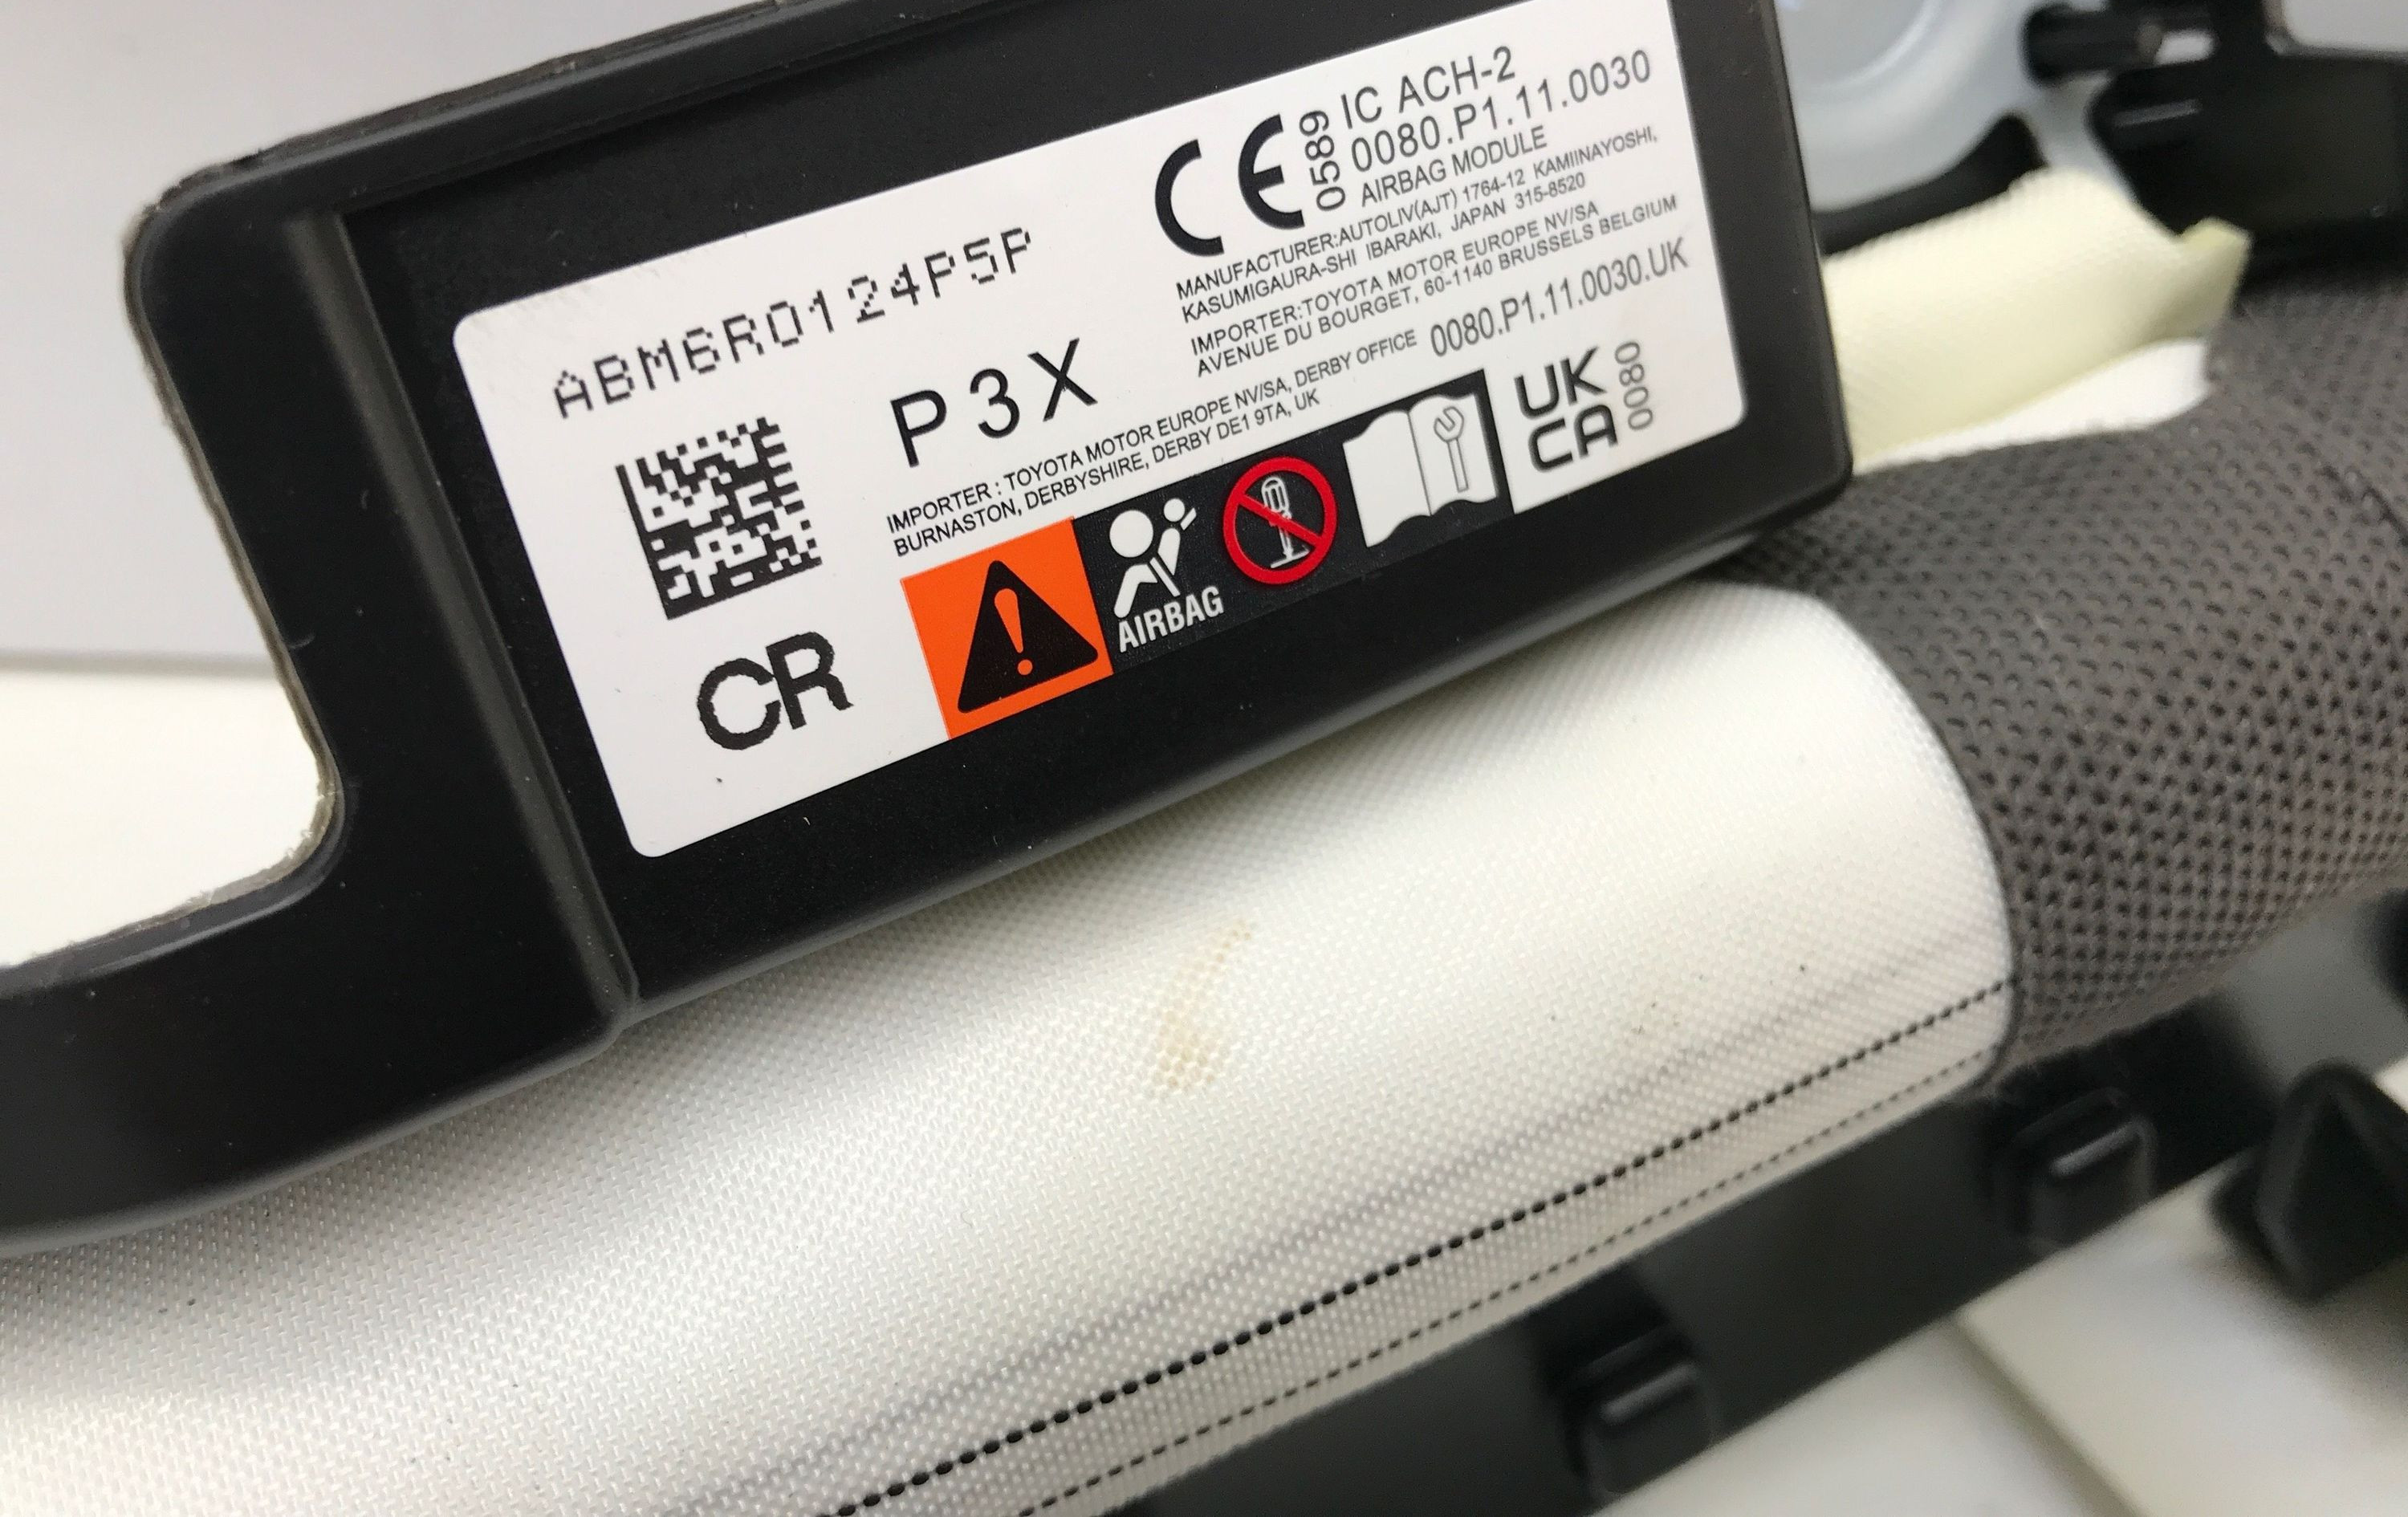 ABM6R0124P5P
P3X
CR
CE 0589
IC ACH-2
0080.P1.11.0030
AIRBAG MODULE
MANUFACTURER:AUTOLIV(AJT) 1764-12 KAMIINAYOSHI,
KASUMIGAURA-SHI IBARAKI, JAPAN 315-8520
IMPORTER:TOYOTA MOTOR EUROPE NV/SA
AVENUE DU BOURGET, 60-1140 BRUSSELS BELGIUM
0080.P1.11.0030.UK
IMPORTER : TOYOTA MOTOR EUROPE NV/SA, DERBY OFFICE
BURNASTON, DERBYSHIRE, DERBY DE1 9TA, UK
AIRBAG
UK
CA
0080